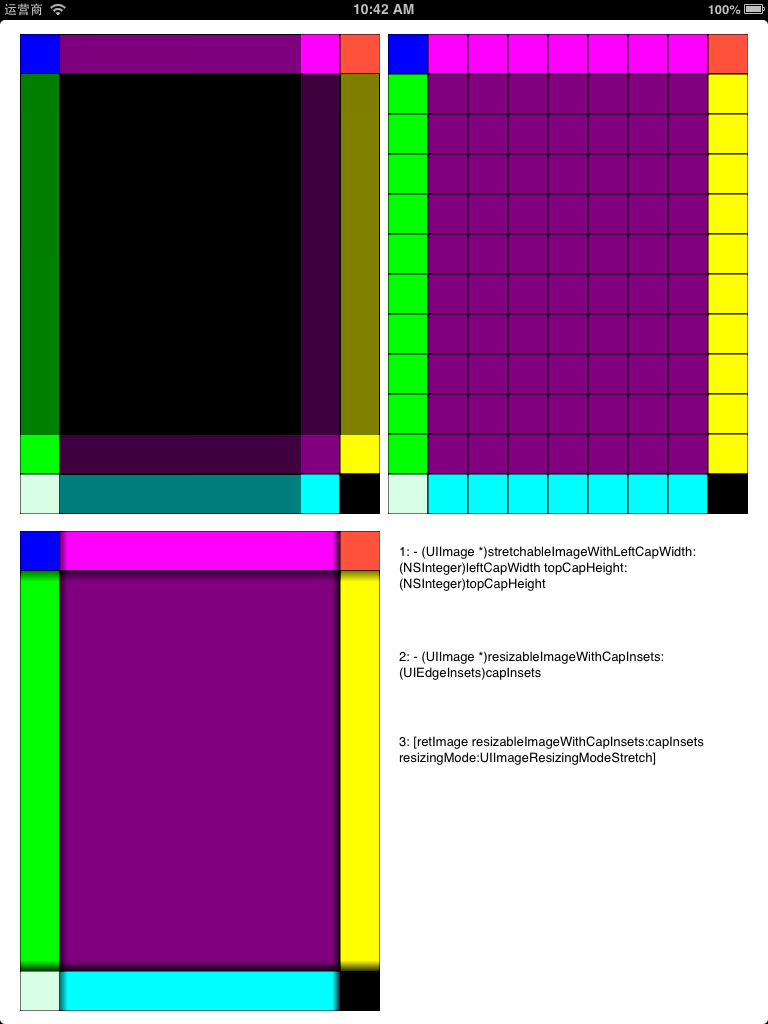 运营商
10:42 AM
100%
1: - (UIImage *)stretchableImageWithLeftCapWidth:
(NSInteger)leftCapWidth topCapHeight:
(NSInteger)topCapHeight
2: - (UIImage *)resizableImageWithCapInsets:
(UIEdgeInsets)capInsets
3: [retImage resizableImageWithCapInsets:capInsets
resizingMode:UIImageResizingModeStretch]